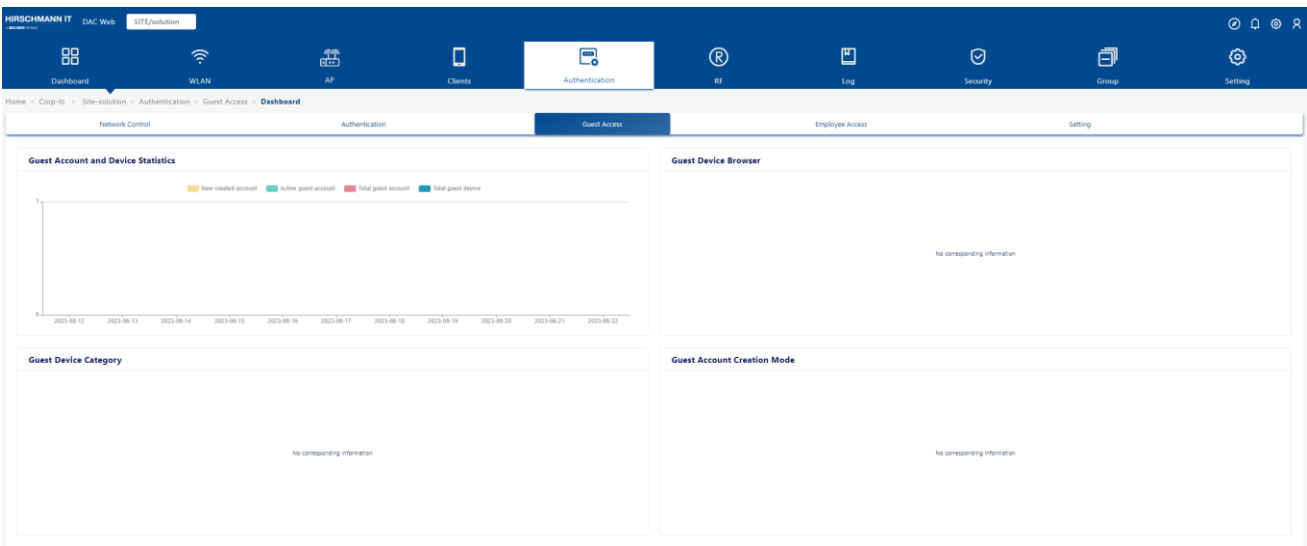 HIRSCHMANN IT DAC Web SITE/solution
A BELDEN BRAND
Dashboard WLAN AP Clients Authentication RF Log Security Group Setting
Home > Corp-tc > Site-solution > Authentication > Guest Access > Dashboard
Network Control Authentication Guest Access Employee Access Setting
Guest Account and Device Statistics
New created account Active guest account Total guest account Total guest device
1
0
2023-08-12 2023-08-13 2023-08-14 2023-08-15 2023-08-16 2023-08-17 2023-08-18 2023-08-19 2023-08-20 2023-08-21 2023-08-22
Guest Device Browser
No corresponding information
Guest Device Category
No corresponding information
Guest Account Creation Mode
No corresponding information